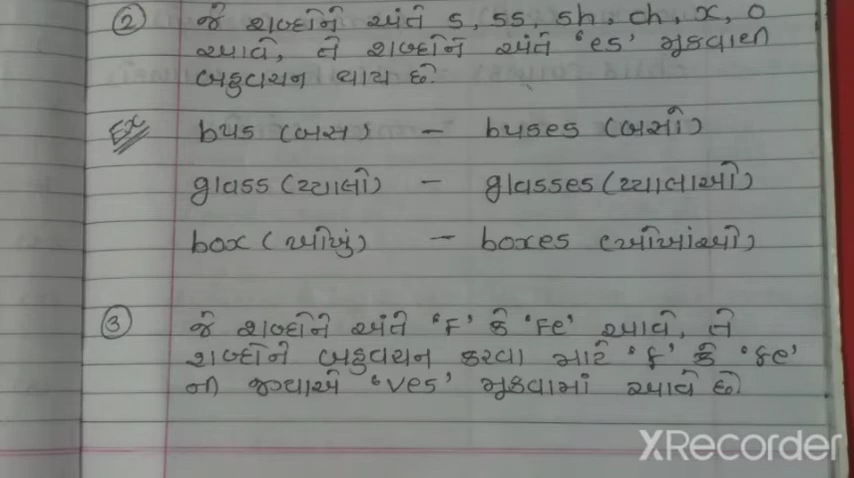 ② જે શબ્દોને અંતે s, ss, sh, ch, x, o
આવે, તે શબ્દોને અંતે 'es' મૂકવાથી
બહુવચન થાય છે.
Ex bus (બસ) - buses (બસો)
glass (પ્યાલો) - glasses (પ્યાલાઓ)
box (ખોખું) - boxes (ખોખાંઓ)
③ જે શબ્દોને અંતે 'F' કે 'Fe' આવે, તે
શબ્દોને બહુવચન કરવા માટે 'f' કે 'fe'
ની જગ્યાએ 'ves' મૂકવામાં આવે છે
XRecorder